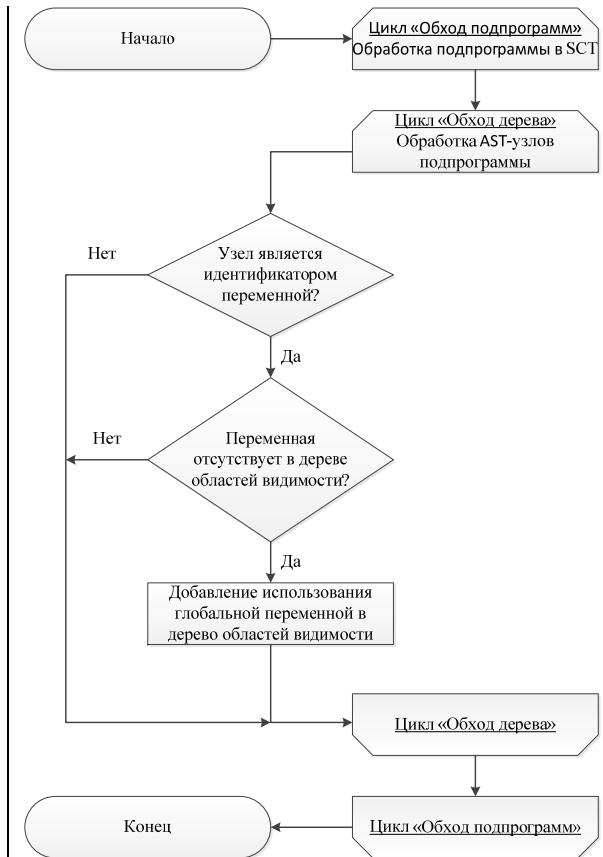 Начало
Цикл «Обход подпрограмм»
Обработка подпрограммы в SCT
Цикл «Обход дерева»
Обработка AST-узлов
подпрограммы
Нет
Узел является
идентификатором
переменной?
Да
Нет
Переменная
отсутствует в дереве
областей видимости?
Да
Добавление использования
глобальной переменной в
дерево областей видимости
Цикл «Обход дерева»
Конец
Цикл «Обход подпрограмм»